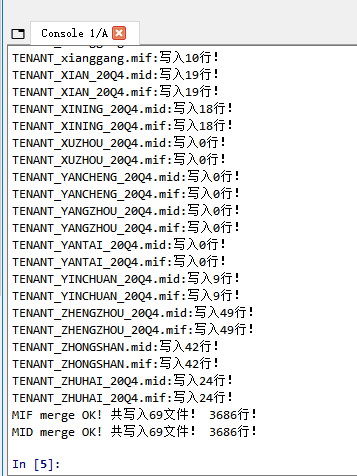 Console 1/A
TENANT_xianggang.mif:写入10行!
TENANT_XIAN_20Q4.mid:写入19行!
TENANT_XIAN_20Q4.mif:写入19行!
TENANT_XINING_20Q4.mid:写入18行!
TENANT_XINING_20Q4.mif:写入18行!
TENANT_XUZHOU_20Q4.mid:写入0行!
TENANT_XUZHOU_20Q4.mif:写入0行!
TENANT_YANCHENG_20Q4.mid:写入0行!
TENANT_YANCHENG_20Q4.mif:写入0行!
TENANT_YANGZHOU_20Q4.mid:写入0行!
TENANT_YANGZHOU_20Q4.mif:写入0行!
TENANT_YANTAI_20Q4.mid:写入0行!
TENANT_YANTAI_20Q4.mif:写入0行!
TENANT_YINCHUAN_20Q4.mid:写入9行!
TENANT_YINCHUAN_20Q4.mif:写入9行!
TENANT_ZHENGZHOU_20Q4.mid:写入49行!
TENANT_ZHENGZHOU_20Q4.mif:写入49行!
TENANT_ZHONGSHAN.mid:写入42行!
TENANT_ZHONGSHAN.mif:写入42行!
TENANT_ZHUHAI_20Q4.mid:写入24行!
TENANT_ZHUHAI_20Q4.mif:写入24行!
MIF merge OK! 共写入69文件! 3686行!
MID merge OK! 共写入69文件! 3686行!
In [5]: